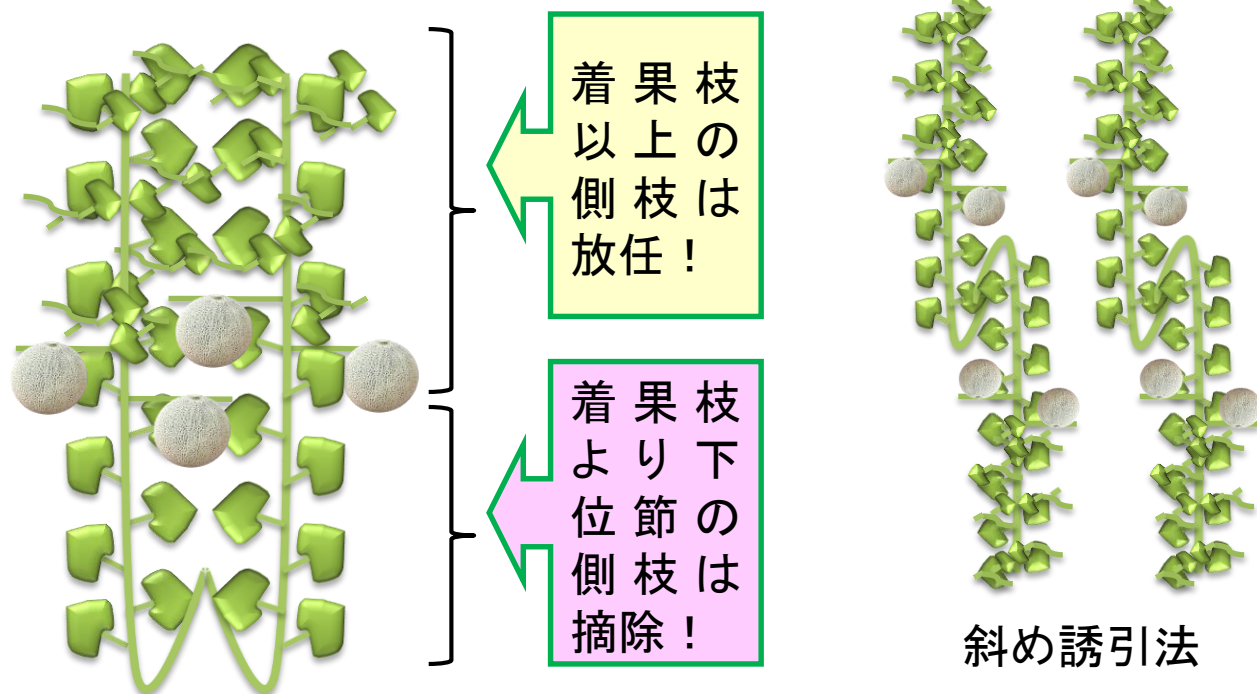 着果枝
以上の
側枝は
放任！
着果枝
より下
位節の
側枝は
摘除！
斜め誘引法